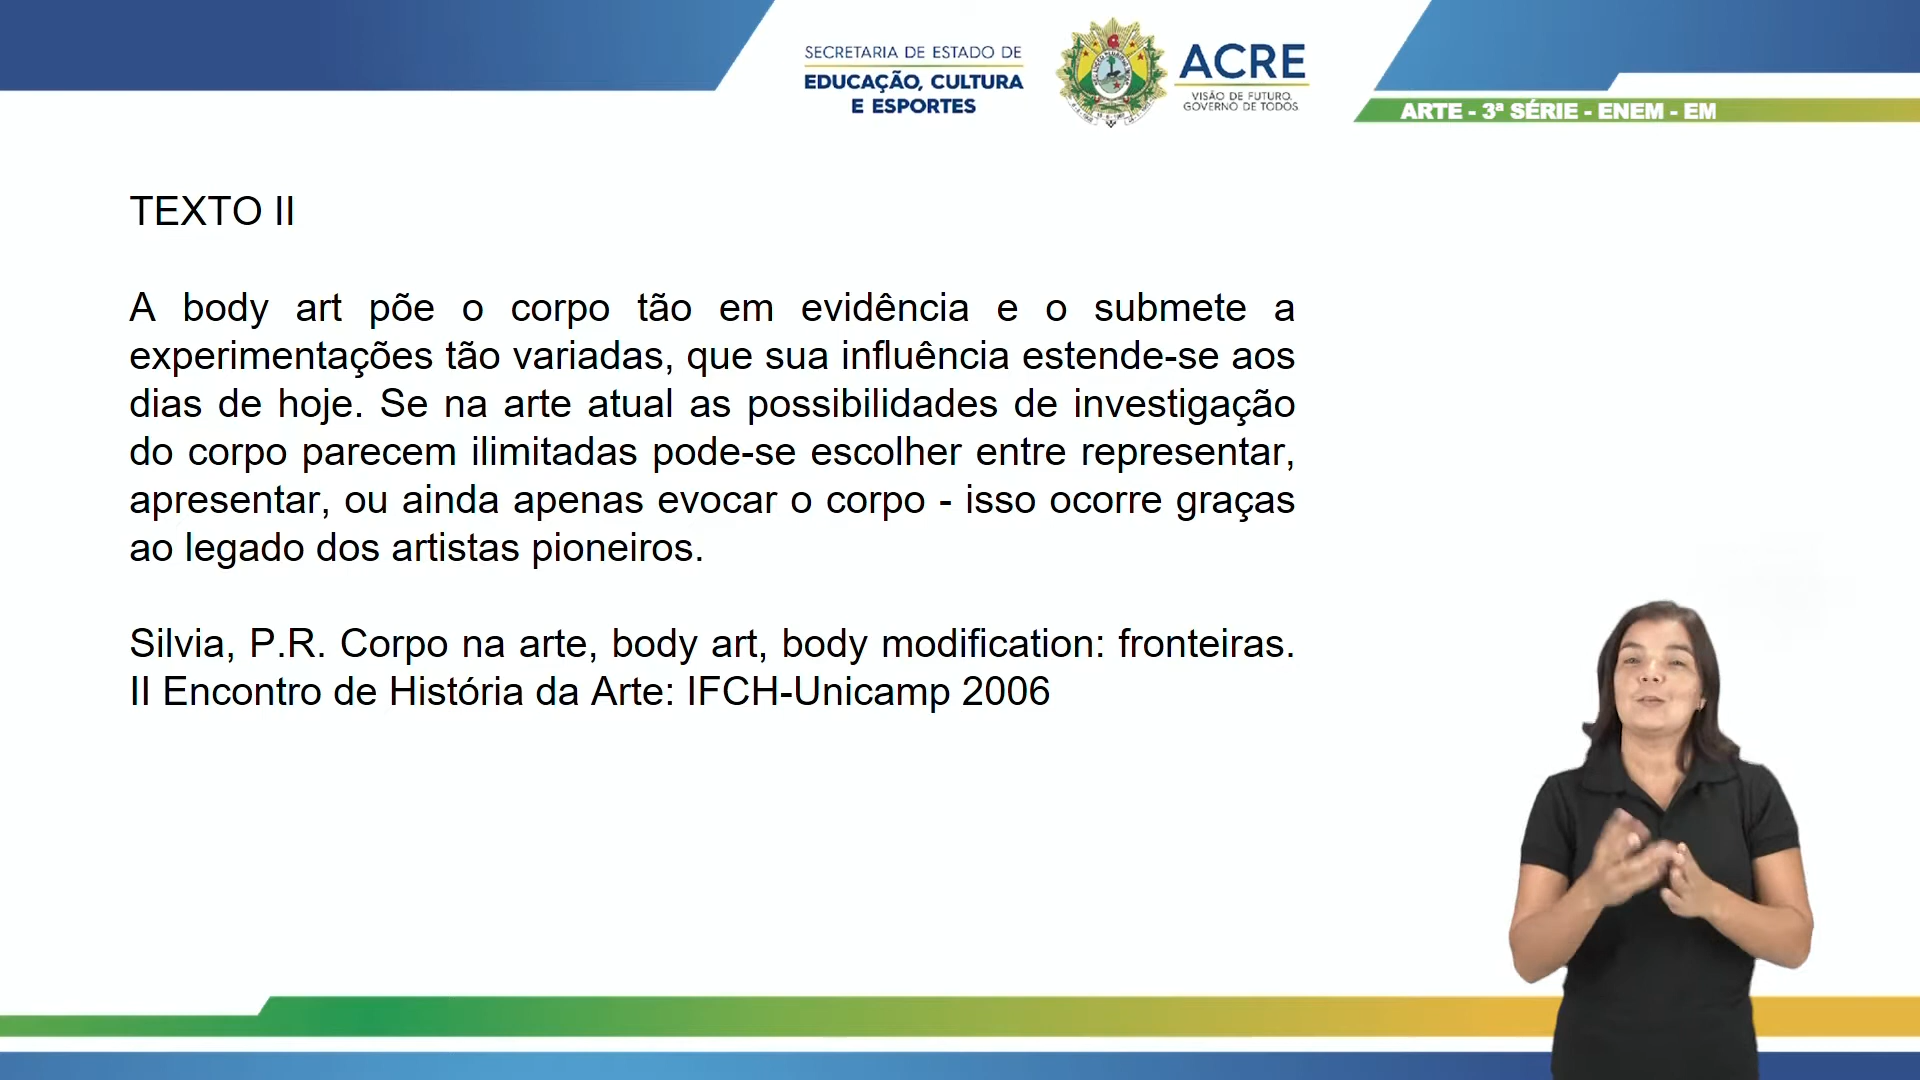 SECRETARIA DE ESTADO DE
EDUCAÇÃO, CULTURA
E ESPORTES
ACRE
VISÃO DE FUTURO.
GOVERNO DE TODOS
ARTE - 3ª SÉRIE - ENEM - EM
TEXTO II
A body art põe o corpo tão em evidência e o submete a
experimentações tão variadas, que sua influência estende-se aos
dias de hoje. Se na arte atual as possibilidades de investigação
do corpo parecem ilimitadas pode-se escolher entre representar,
apresentar, ou ainda apenas evocar o corpo - isso ocorre graças
ao legado dos artistas pioneiros.
Silvia, P.R. Corpo na arte, body art, body modification: fronteiras.
II Encontro de História da Arte: IFCH-Unicamp 2006